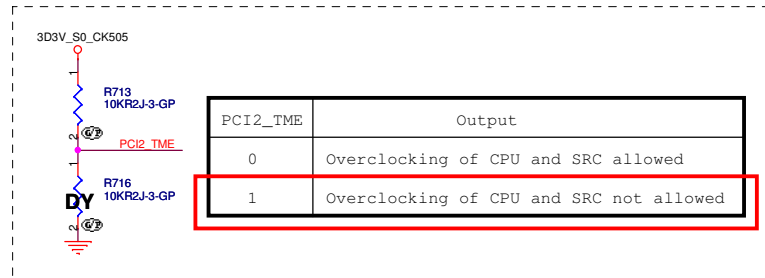 3D3V_S0_CK505
1
R713
10KR2J-3-GP
2
PCI2_TME
1
R716
10KR2J-3-GP
DY
2
PCI2_TME Output
0 Overclocking of CPU and SRC allowed
1 Overclocking of CPU and SRC not allowed